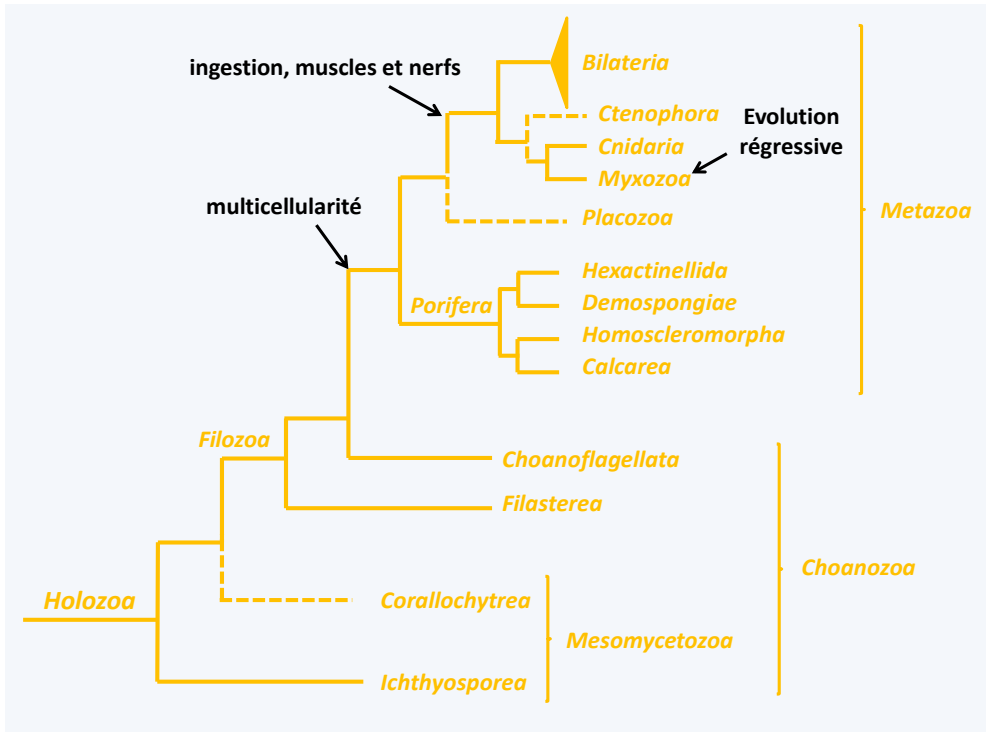 ingestion, muscles et nerfs
Bilateria
Ctenophora
Evolution
régressive
Cnidaria
Myxozoa
multicellularité
Placozoa
Metazoa
Hexactinellida
Porifera
Demospongiae
Homoscleromorpha
Calcarea
Filozoa
Choanoflagellata
Filasterea
Choanozoa
Holozoa
Corallochytrea
Mesomycetozoa
Ichthyosporea